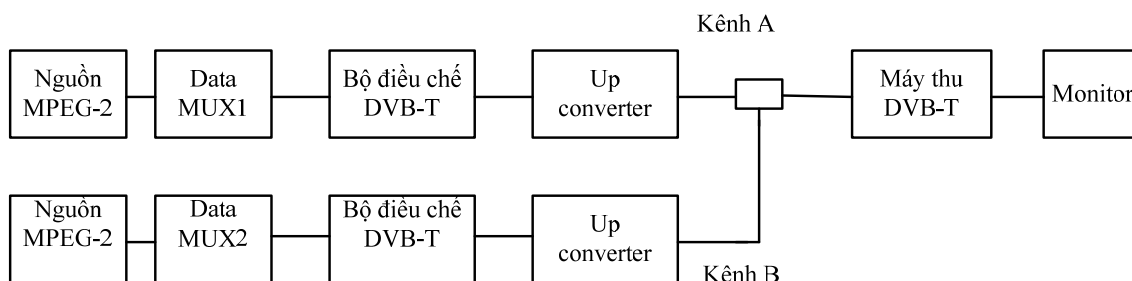 Kênh A
Nguồn
MPEG-2
Data
MUX1
Bộ điều chế
DVB-T
Up
converter
Máy thu
DVB-T
Monitor
Nguồn
MPEG-2
Data
MUX2
Bộ điều chế
DVB-T
Up
converter
Kênh B